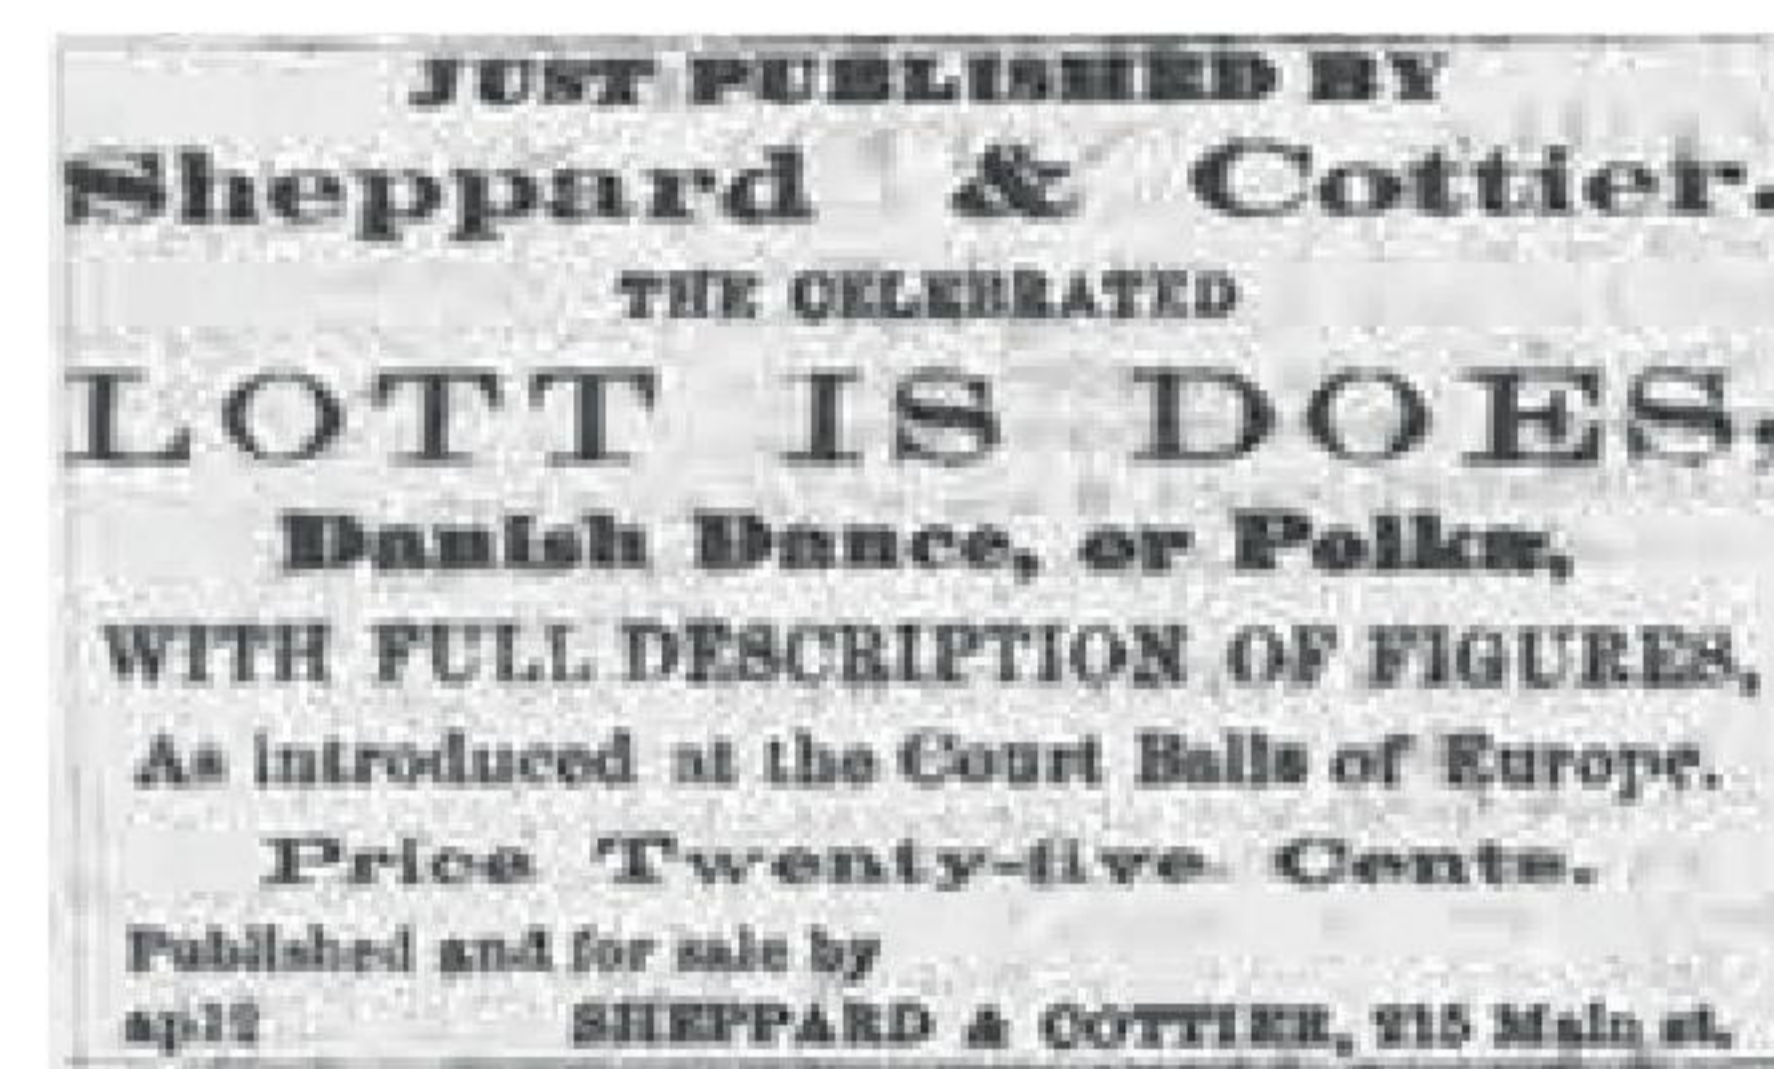 JUST PUBLISHED BY
Sheppard & Cottier.
THE CELEBRATED
LOTT IS DOES,
Danish Dance, or Polka,
WITH FULL DESCRIPTION OF FIGURES,
As introduced at the Court Balls of Europe.
Price Twenty-five Cents.
Published and for sale by
ap12 SHEPPARD & COTTIER, 215 Main st.